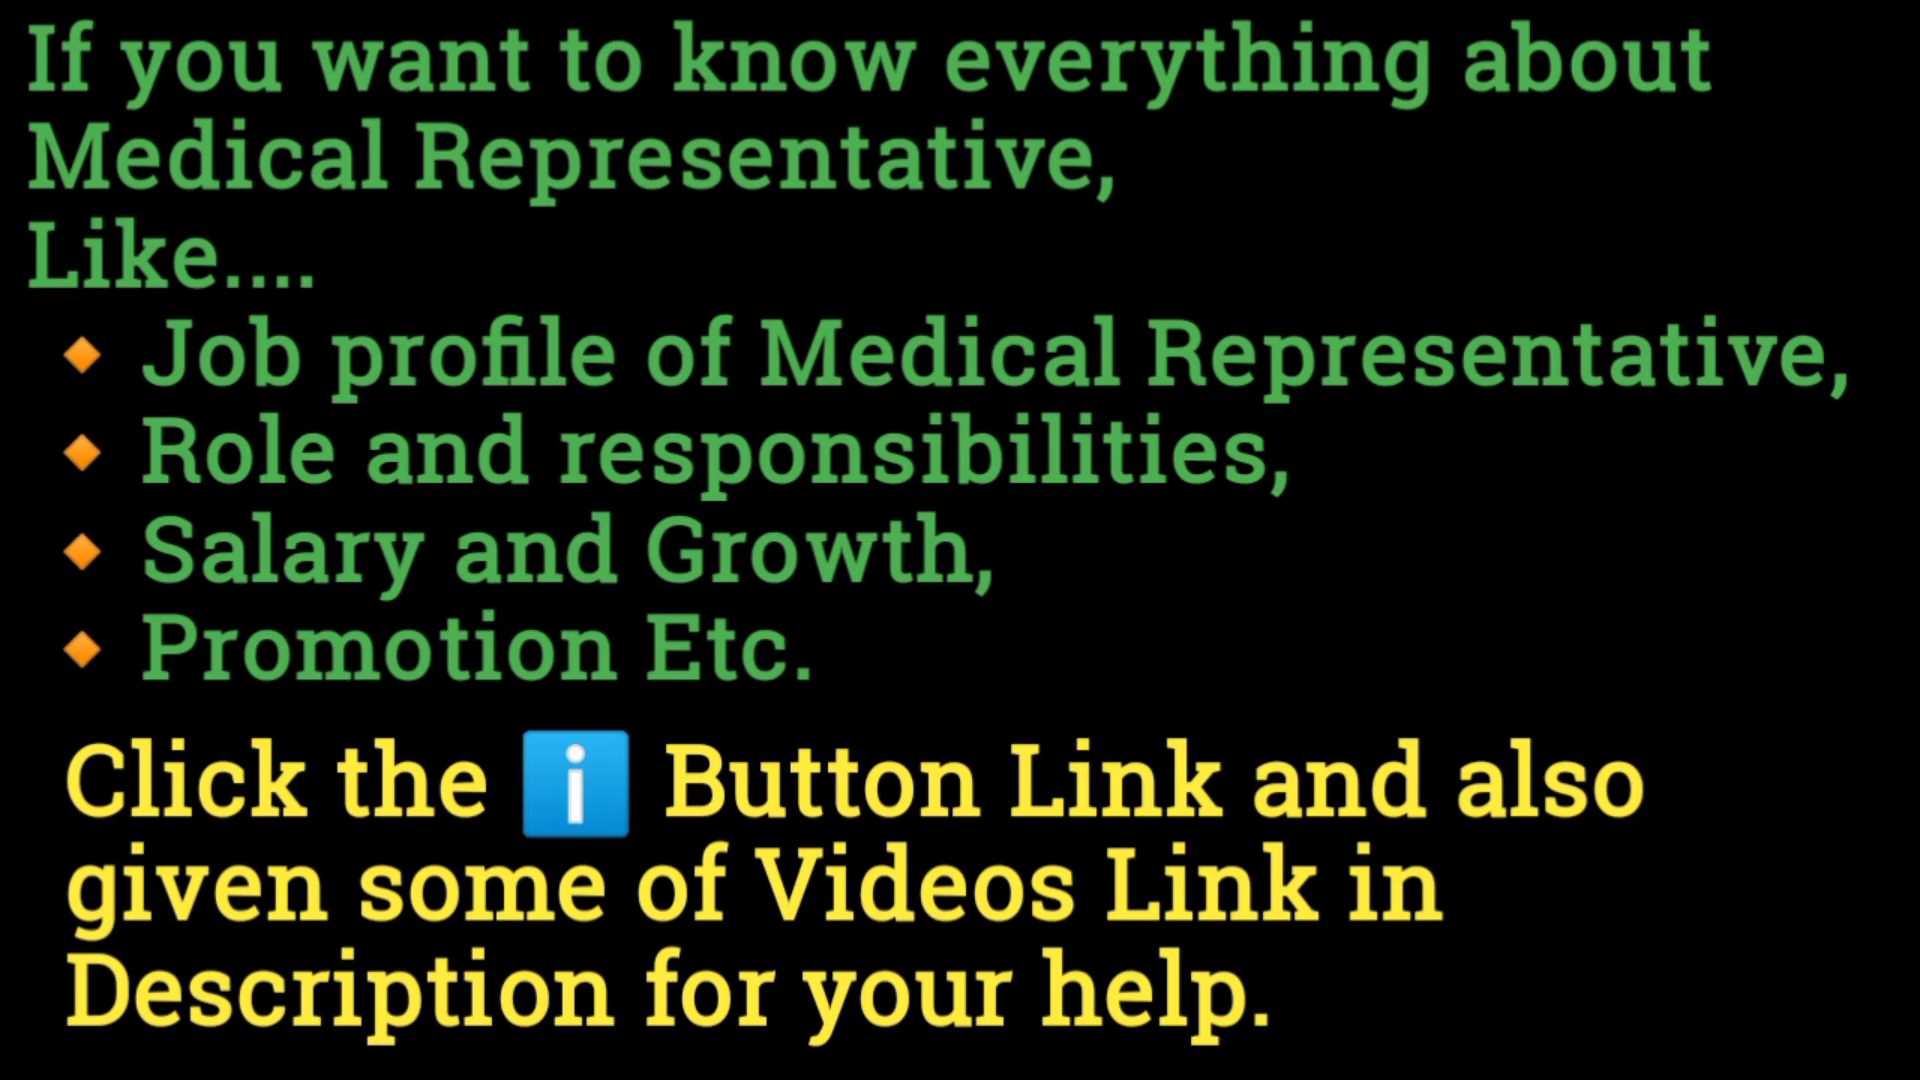 If you want to know everything about
Medical Representative,
Like....
🔸 Job profile of Medical Representative,
🔸 Role and responsibilities,
🔸 Salary and Growth,
🔸 Promotion Etc.
Click the ℹ️ Button Link and also
given some of Videos Link in
Description for your help.